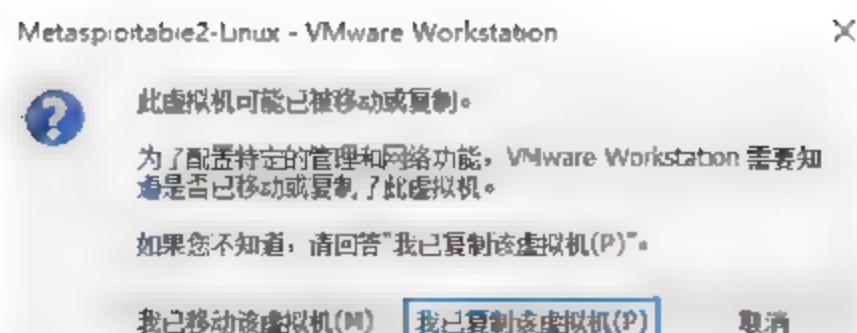 Metasploitable2-Linux - VMware Workstation
此虚拟机可能已被移动或复制。
为了配置特定的管理和网络功能，VMware Workstation 需要知
道是否已移动或复制了此虚拟机。
如果您不知道，请回答“我已复制该虚拟机(P)”。
我已移动该虚拟机(M) 我已复制该虚拟机(P) 取消